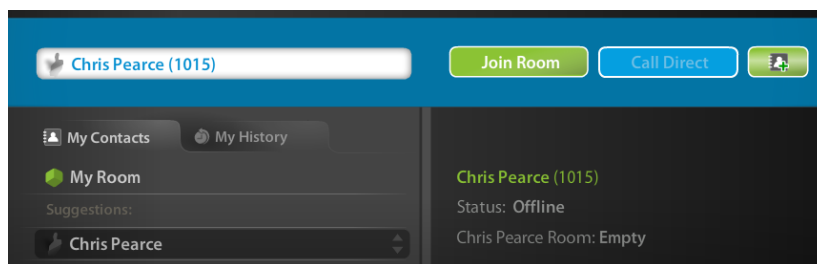 Chris Pearce (1015)
Join Room
Call Direct
My Contacts
My History
My Room
Suggestions:
Chris Pearce
Chris Pearce (1015)
Status: Offline
Chris Pearce Room: Empty